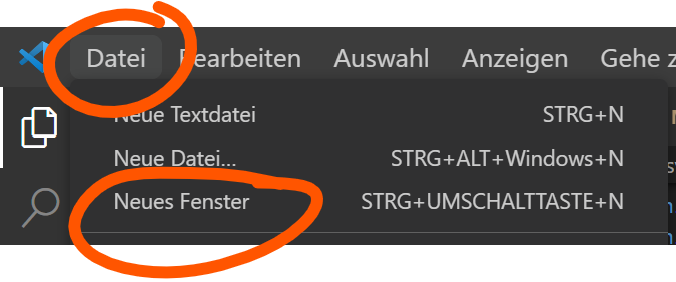 Datei Bearbeiten Auswahl Anzeigen Gehe z
Neue Textdatei STRG+N
Neue Datei... STRG+ALT+Windows+N
Neues Fenster STRG+UMSCHALTTASTE+N